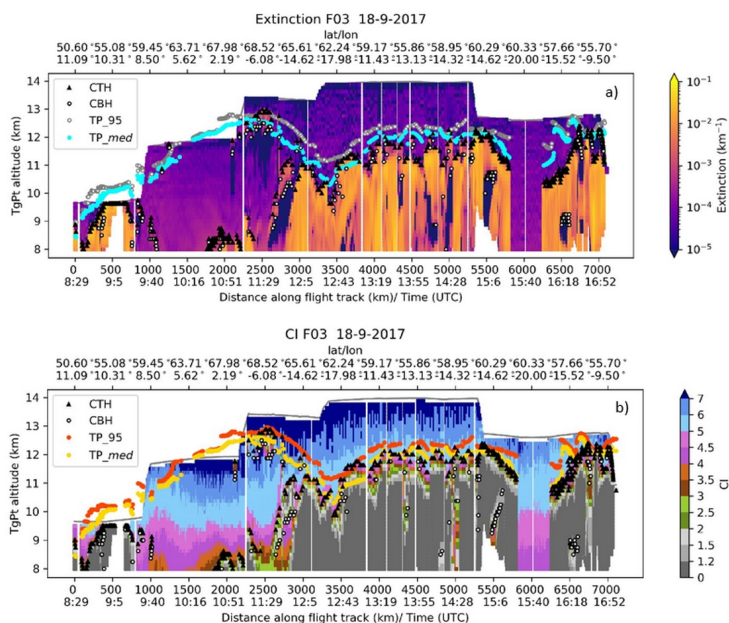 Extinction F03 18-9-2017
lat/lon
50.60 °55.08 °59.45 °63.71 °67.98 °68.52 °65.61 °62.24 °59.17 °55.86 °58.95 °60.29 °60.33 °57.66 °55.70 °
11.09 °10.31 ° 8.50 ° 5.62 ° 2.19 ° -6.08 °-14.62 °-17.98 °-11.43 °-13.13 °-14.32 °-14.62 °-20.00 °-15.52 °-9.50 °
a)
CTH
CBH
TP_95
TP_med
TgPt altitude (km)
14
13
12
11
10
9
8
0 500 1000 1500 2000 2500 3000 3500 4000 4500 5000 5500 6000 6500 7000
8:29 9:5 9:40 10:16 10:51 11:29 12:5 12:43 13:19 13:55 14:28 15:6 15:40 16:18 16:52
Distance along flight track (km)/ Time (UTC)
10⁻¹
10⁻²
10⁻³
10⁻⁴
10⁻⁵
Extinction (km⁻¹)
CI F03 18-9-2017
lat/lon
50.60 °55.08 °59.45 °63.71 °67.98 °68.52 °65.61 °62.24 °59.17 °55.86 °58.95 °60.29 °60.33 °57.66 °55.70 °
11.09 °10.31 ° 8.50 ° 5.62 ° 2.19 ° -6.08 °-14.62 °-17.98 °-11.43 °-13.13 °-14.32 °-14.62 °-20.00 °-15.52 °-9.50 °
b)
CTH
CBH
TP_95
TP_med
TgPt altitude (km)
14
13
12
11
10
9
8
0 500 1000 1500 2000 2500 3000 3500 4000 4500 5000 5500 6000 6500 7000
8:29 9:5 9:40 10:16 10:51 11:29 12:5 12:43 13:19 13:55 14:28 15:6 15:40 16:18 16:52
Distance along flight track (km)/ Time (UTC)
7
6
5
4.5
4
3.5
3
2.5
2
1.5
1.2
0
CI